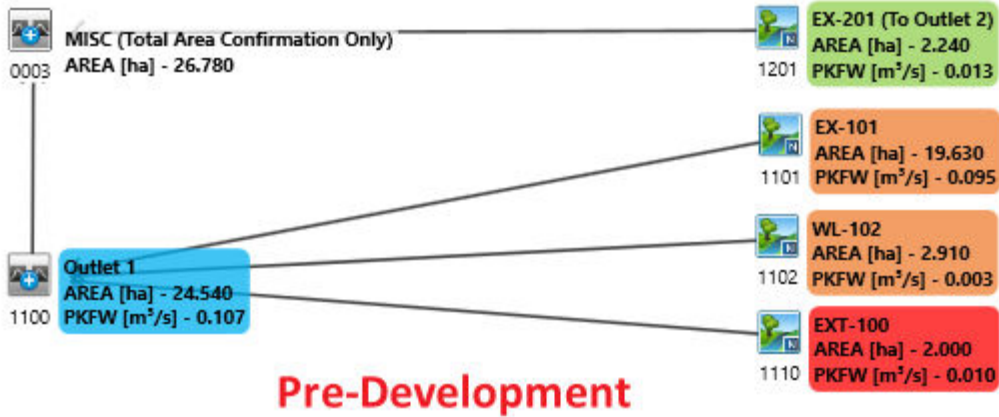 MISC (Total Area Confirmation Only)
AREA [ha] - 26.780
0003
EX-201 (To Outlet 2)
AREA [ha] - 2.240
PKFW [m³/s] - 0.013
1201
EX-101
AREA [ha] - 19.630
PKFW [m³/s] - 0.095
1101
WL-102
AREA [ha] - 2.910
PKFW [m³/s] - 0.003
1102
Outlet 1
AREA [ha] - 24.540
PKFW [m³/s] - 0.107
1100
EXT-100
AREA [ha] - 2.000
PKFW [m³/s] - 0.010
1110
Pre-Development